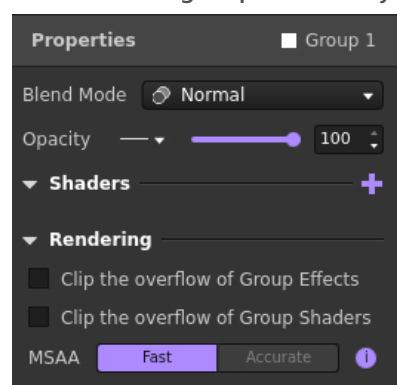 Properties Group 1
Blend Mode Normal
Opacity 100
Shaders
Rendering
Clip the overflow of Group Effects
Clip the overflow of Group Shaders
MSAA Fast Accurate i